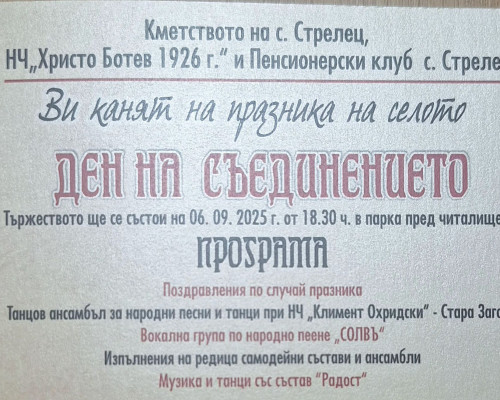 Кметството на с. Стрелец,
НЧ„Христо Ботев 1926 г.“ и Пенсионерски клуб с. Стреле
Ви канят на празника на селото
ДЕН НА СЪЕДИНЕНИЕТО
Тържеството ще се състои на 06. 09. 2025 г. от 18.30 ч. в парка пред читалище
ПРОГРАМА
Поздравления по случай празника
Танцов ансамбъл за народни песни и танци при НЧ „Климент Охридски“ - Стара Заго
Вокална група по народно пеене „СОЛВЪ“
Изпълнения на редица самодейни състави и ансамбли
Музика и танци със състав “Радост“